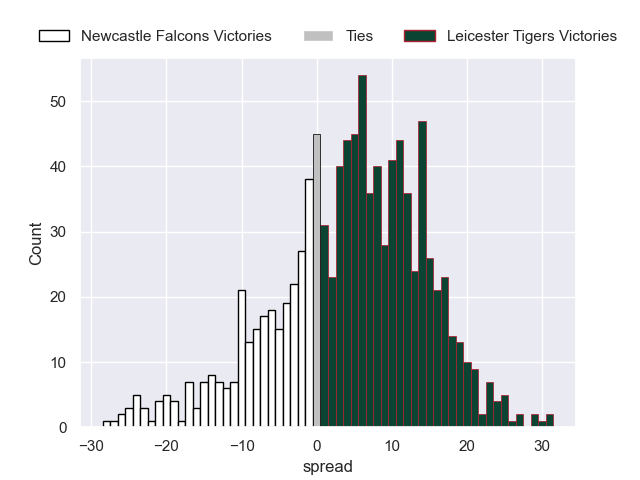 Newcastle Falcons Victories Ties Leicester Tigers Victories
50
40
30
20
10
0
Count
−30 −20 −10 0 10 20 30
spread